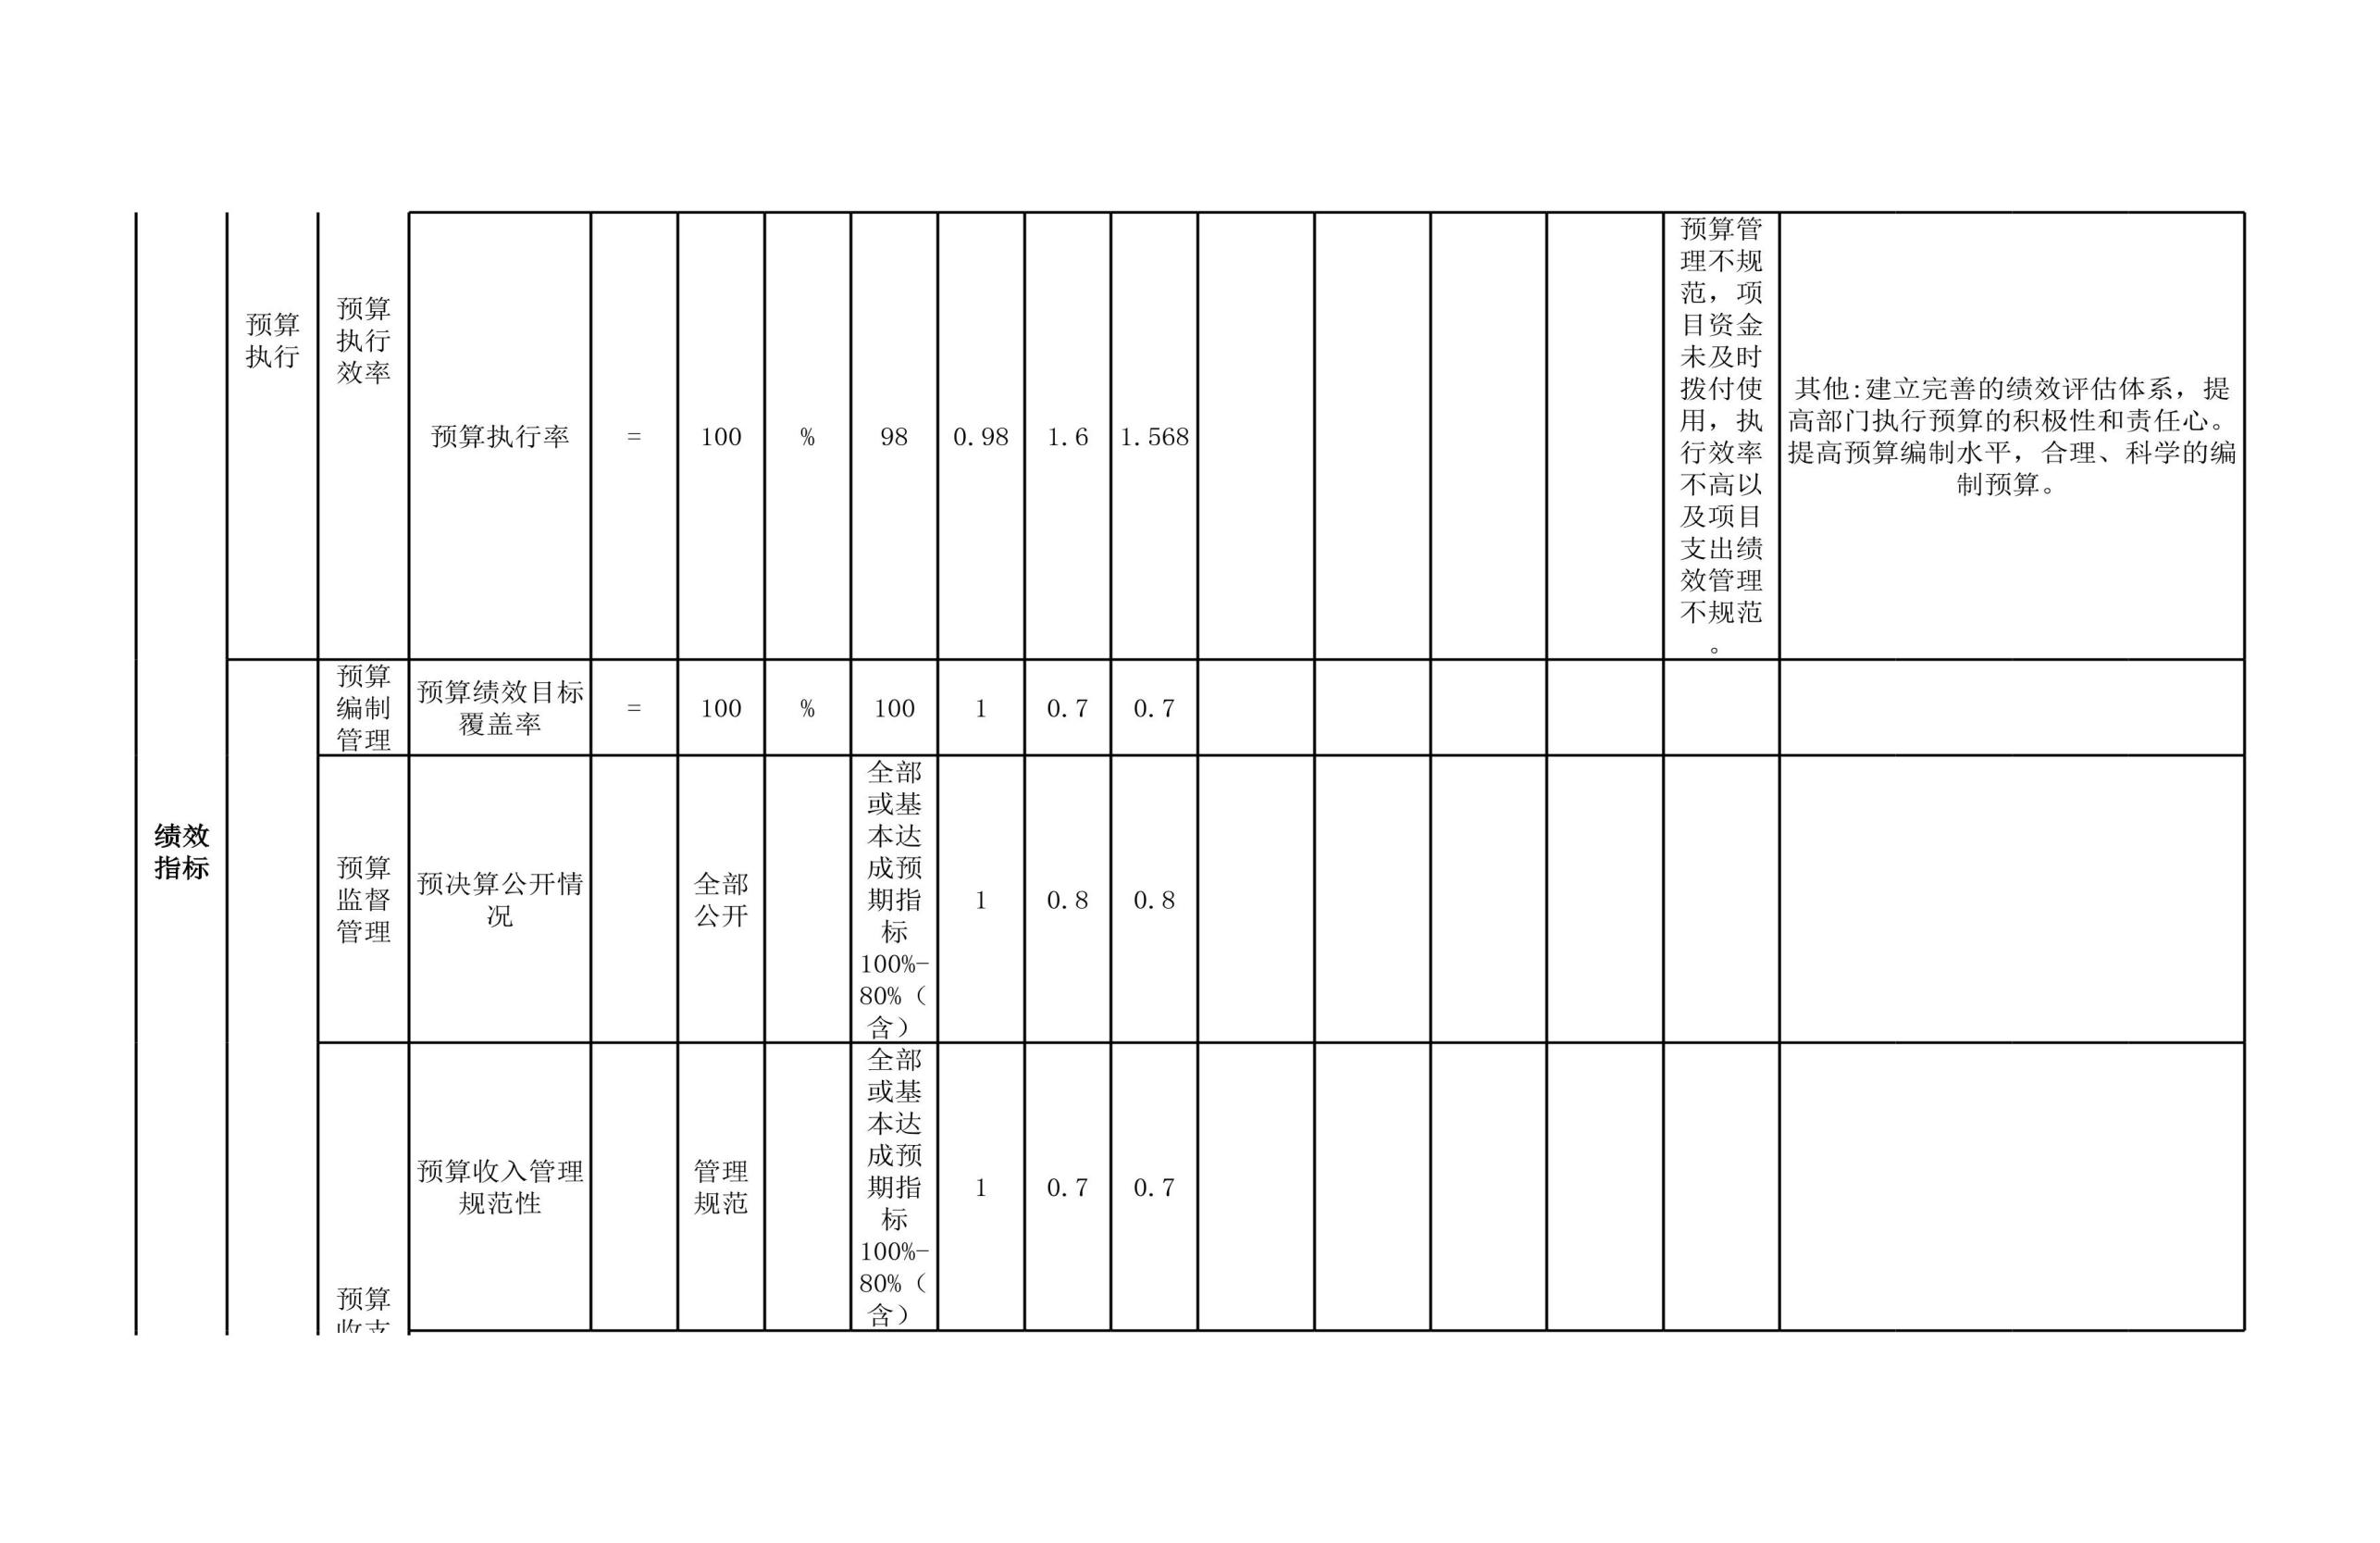 绩效
指标
预算
执行
预算
执行
效率
预算执行率
=
100
%
98
0.98
1.6
1.568
预算管
理不规
范，项
目资金
未及时
拨付使
用，执
行效率
不高以
及项目
支出绩
效管理
不规范
。
其他:建立完善的绩效评估体系，提
高部门执行预算的积极性和责任心。
提高预算编制水平，合理、科学的编
制预算。
预算
编制
管理
预算绩效目标
覆盖率
=
100
%
100
1
0.7
0.7
预算
监督
管理
预决算公开情
况
全部
公开
全部
或基
本达
成预
期指
标
100%-
80%（
含）
1
0.8
0.8
预算
收支
预算收入管理
规范性
管理
规范
全部
或基
本达
成预
期指
标
100%-
80%（
含）
1
0.7
0.7